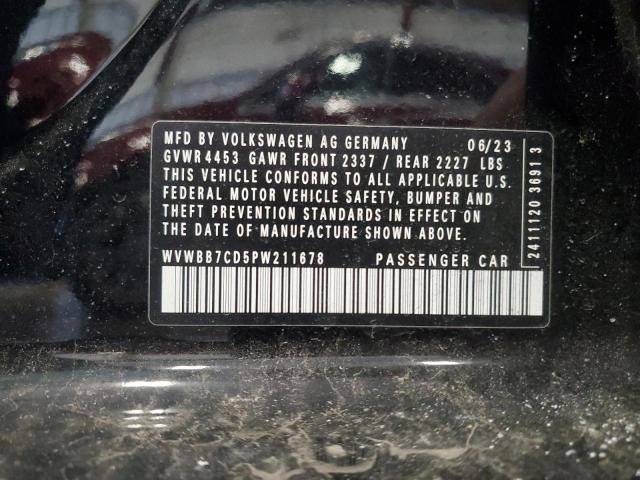 MFD BY VOLKSWAGEN AG GERMANY 06/23
GVWR 4453 GAWR FRONT 2337 / REAR 2227 LBS
THIS VEHICLE CONFORMS TO ALL APPLICABLE U.S.
FEDERAL MOTOR VEHICLE SAFETY, BUMPER AND
THEFT PREVENTION STANDARDS IN EFFECT ON
THE DATE OF MANUFACTURE SHOWN ABOVE.
WVWBB7CD5PW211678 PASSENGER CAR
2411120 3691 3